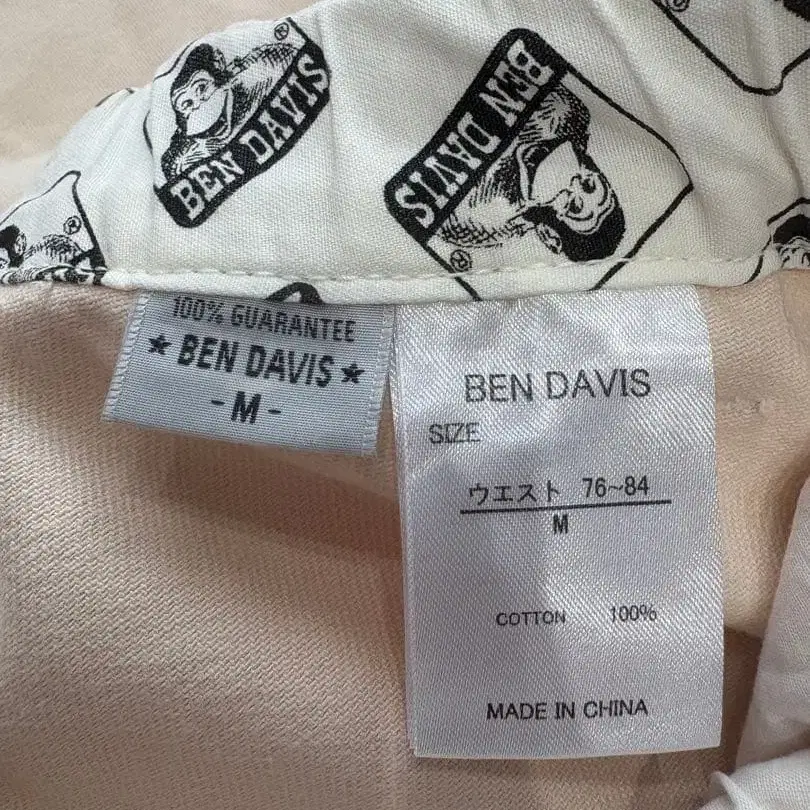 BEN DAVIS
®
BEN DAVIS
®
®
®
100% GUARANTEE
★ BEN DAVIS ★
- M -
BEN DAVIS
SIZE
ウエスト 76~84
M
COTTON 100%
MADE IN CHINA